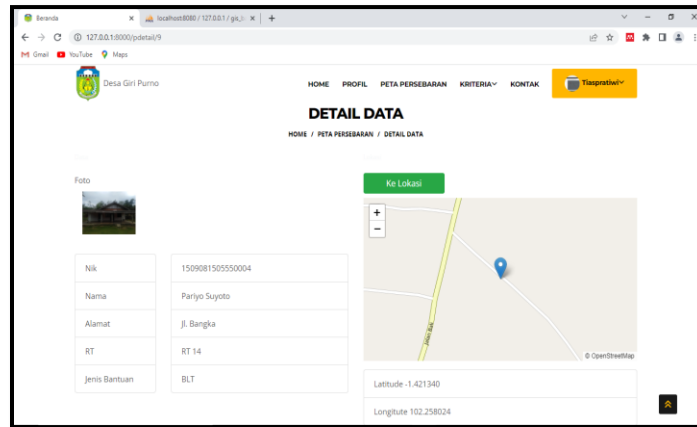 Beranda
localhost:8080 / 127.0.0.1 / gis_
127.0.0.1:8000/pdetail/9
Gmail YouTube Maps
Desa Giri Purno
HOME PROFIL PETA PERSEBARAN KRITERIA KONTAK Tiaspratiwi
DETAIL DATA
HOME / PETA PERSEBARAN / DETAIL DATA
Foto
Ke Lokasi
+
−
Nik 1509081505550004
Nama Pariyo Suyoto
Alamat Jl. Bangka
RT RT 14
Jenis Bantuan BLT
© OpenStreetMap
Latitude -1.421340
Longitute 102.258024